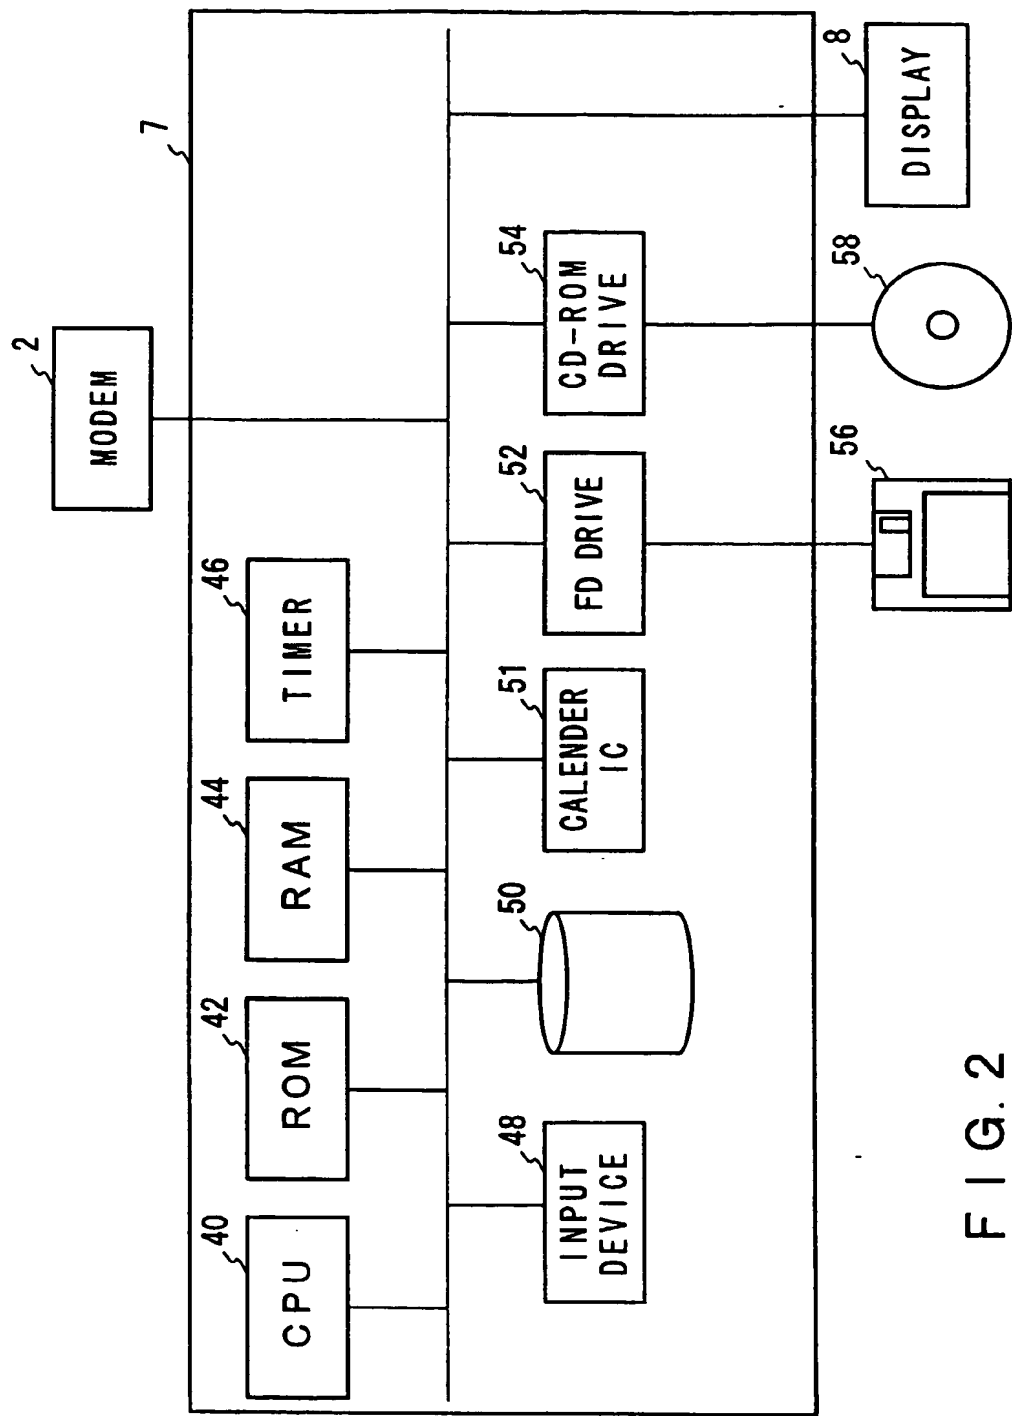 2
MODEM
7
40
CPU
42
ROM
44
RAM
46
TIMER
48
INPUT
DEVICE
50
51
CALENDER
IC
52
FD DRIVE
54
CD-ROM
DRIVE
56
58
8
DISPLAY
FIG. 2